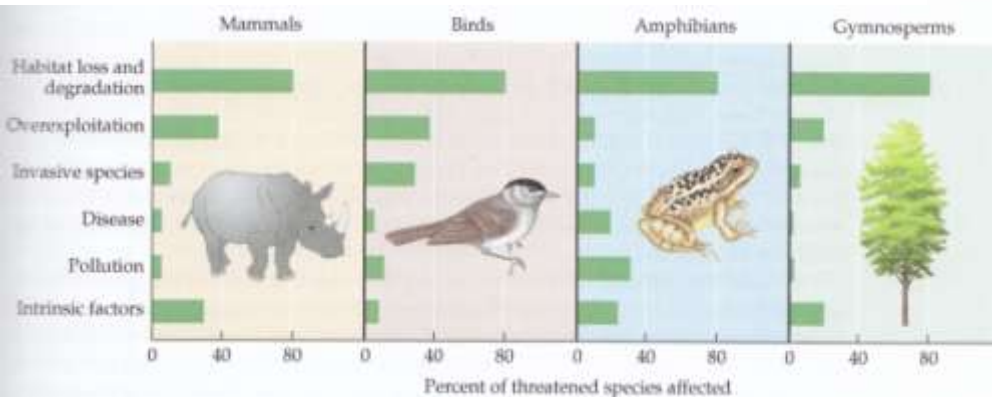 Mammals Birds Amphibians Gymnosperms
Habitat loss and
degradation
Overexploitation
Invasive species
Disease
Pollution
Intrinsic factors
0 40 80 0 40 80 0 40 80 0 40 80
Percent of threatened species affected